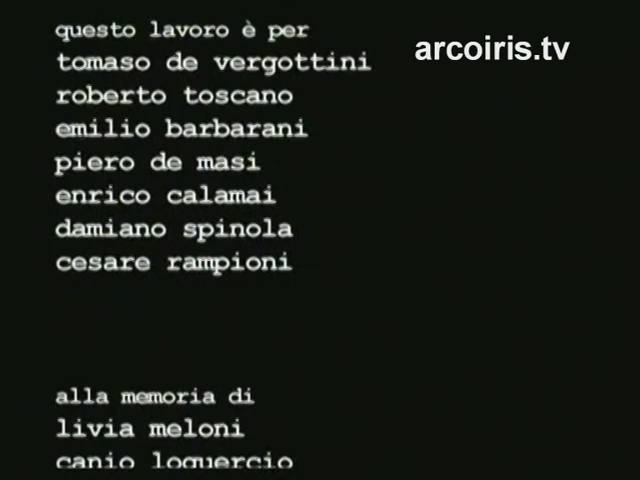 questo lavoro è per
arcoiris.tv
tomaso de vergottini
roberto toscano
emilio barbarani
piero de masi
enrico calamai
damiano spinola
cesare rampioni
alla memoria di
livia meloni
canio loguercio